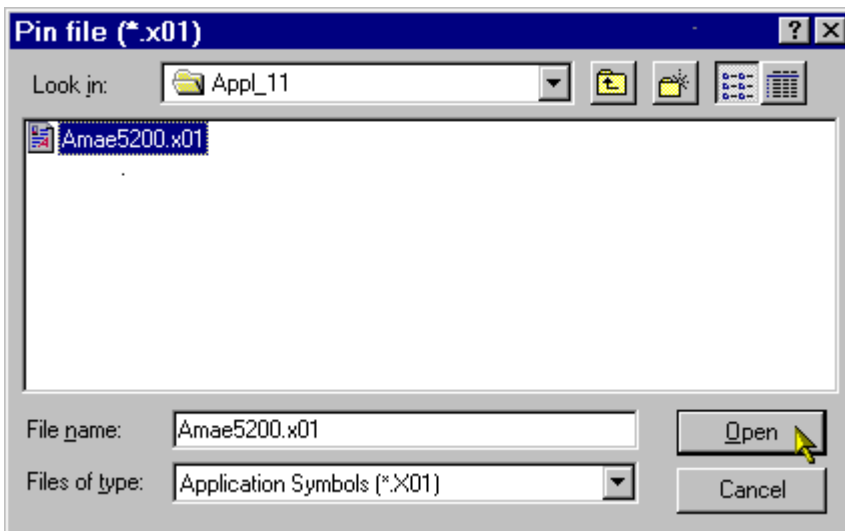 Pin file (*.x01)
Look in: Appl_11
Amae5200.x01
File name: Amae5200.x01 Open
Files of type: Application Symbols (*.X01) Cancel